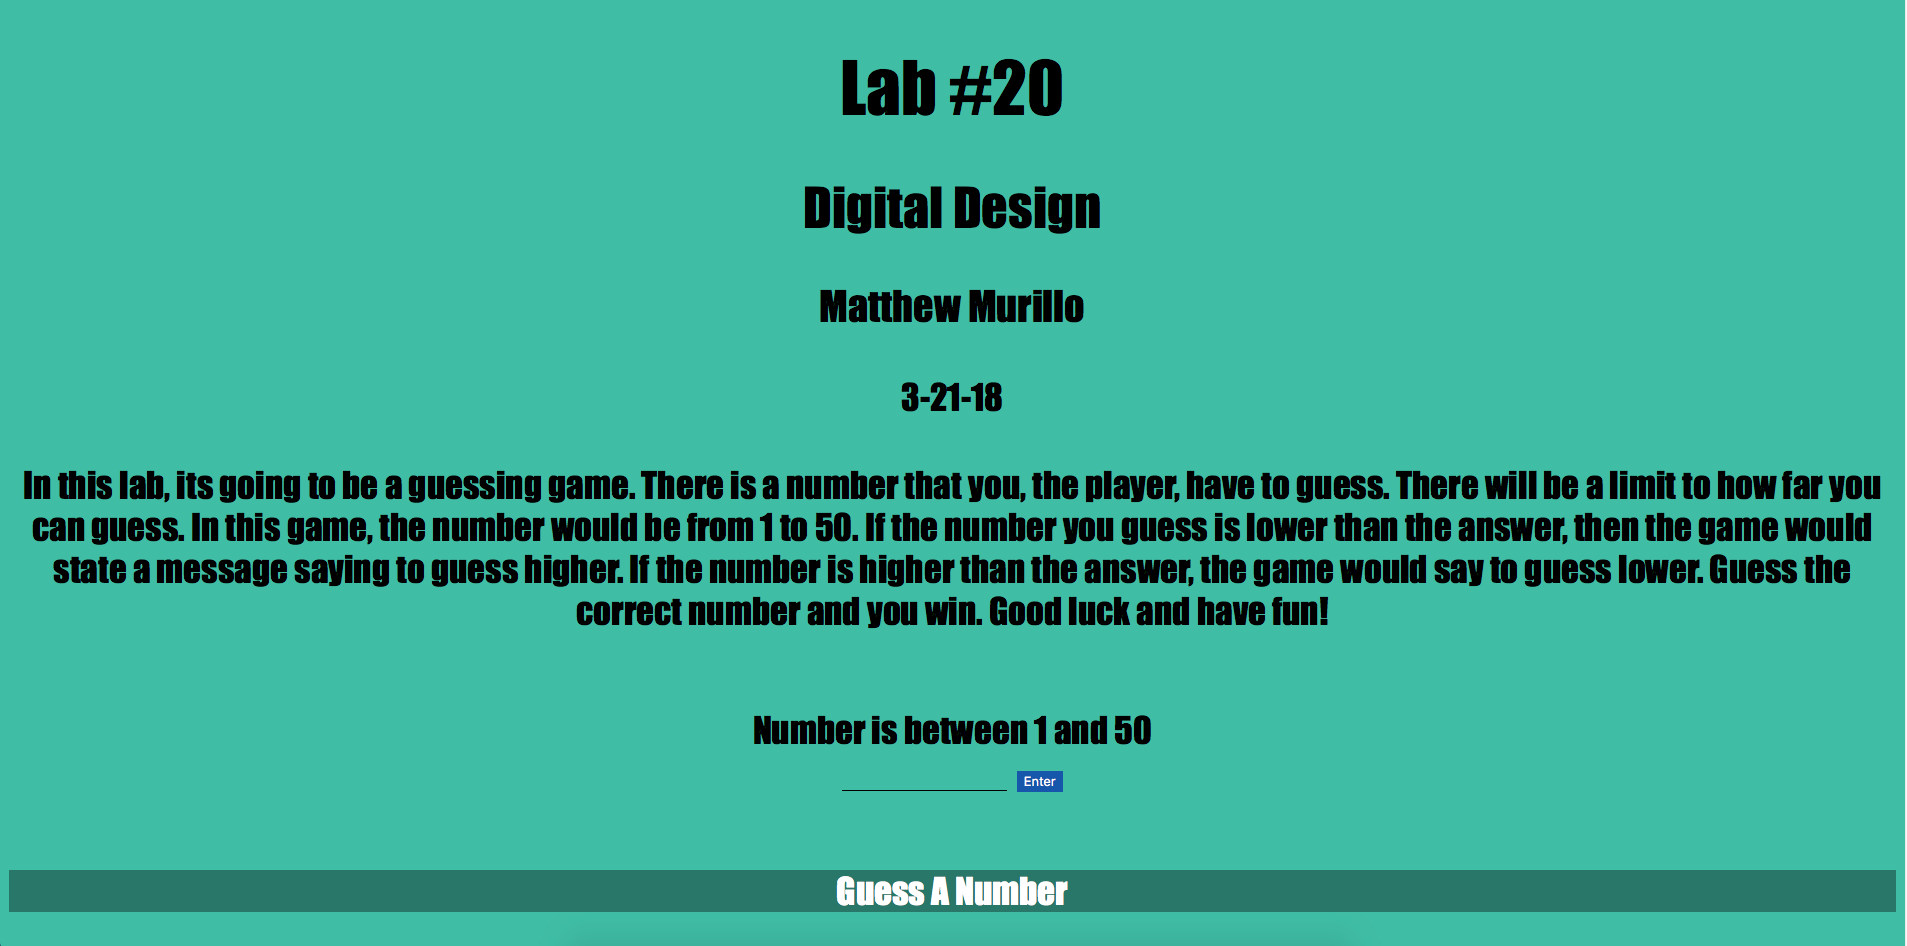 Lab #20
Digital Design
Matthew Murillo
3-21-18
In this lab, its going to be a guessing game. There is a number that you, the player, have to guess. There will be a limit to how far you
can guess. In this game, the number would be from 1 to 50. If the number you guess is lower than the answer, then the game would
state a message saying to guess higher. If the number is higher than the answer, the game would say to guess lower. Guess the
correct number and you win. Good luck and have fun!
Number is between 1 and 50
Enter
Guess A Number